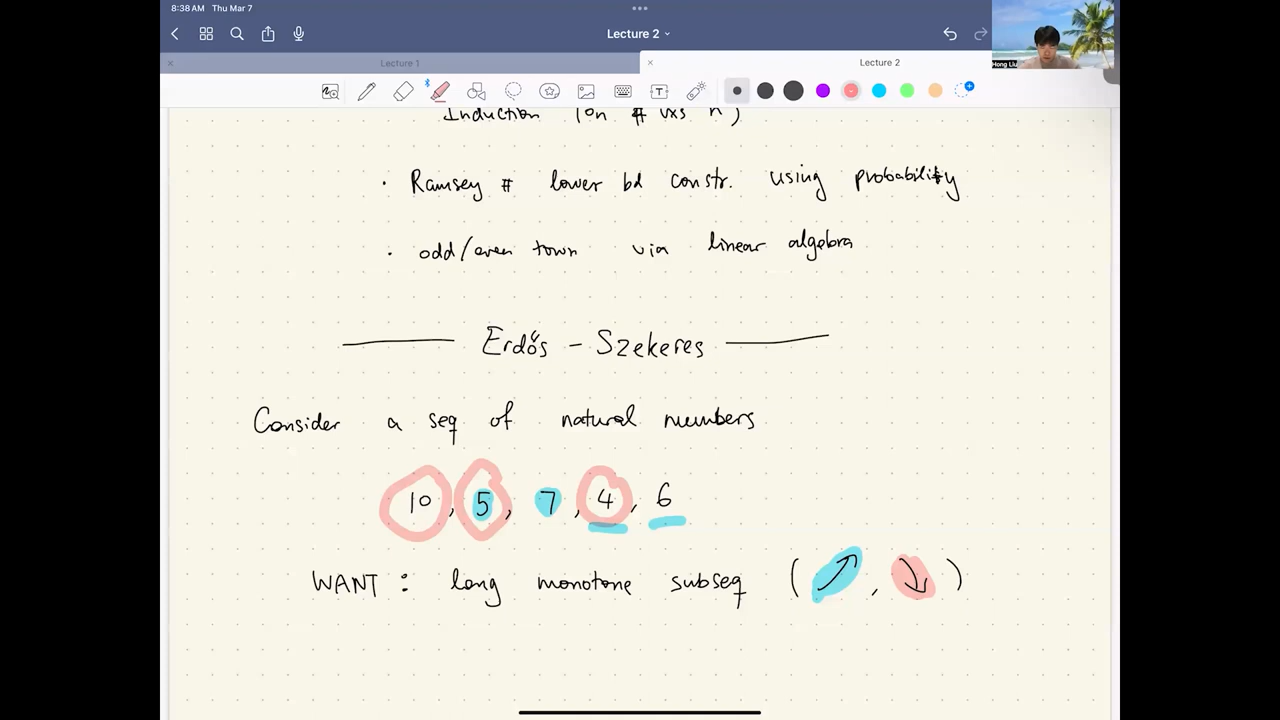 8:38 AM Thu Mar 7
Lecture 2
Hong Liu
Lecture 1
Lecture 2
Induction (on # vxs n)
· Ramsey # lower bd constr. using probability
· odd/even town via linear algebra
Erdős - Szekeres
Consider a seq of natural numbers
10, 5, 7, 4, 6
WANT: long monotone subseq (↗, ↘)